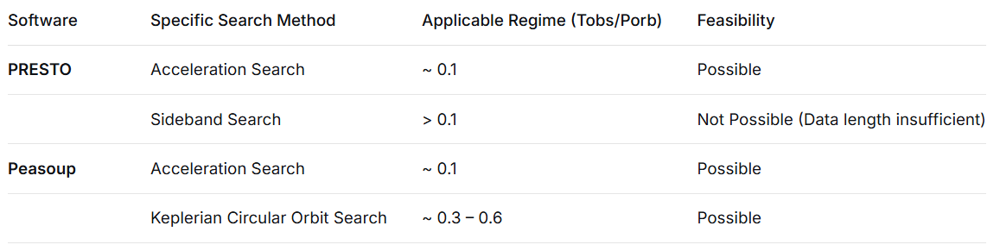 Software Specific Search Method Applicable Regime (Tobs/Porb) Feasibility
PRESTO Acceleration Search ~ 0.1 Possible
Sideband Search > 0.1 Not Possible (Data length insufficient)
Peasoup Acceleration Search ~ 0.1 Possible
Keplerian Circular Orbit Search ~ 0.3 – 0.6 Possible